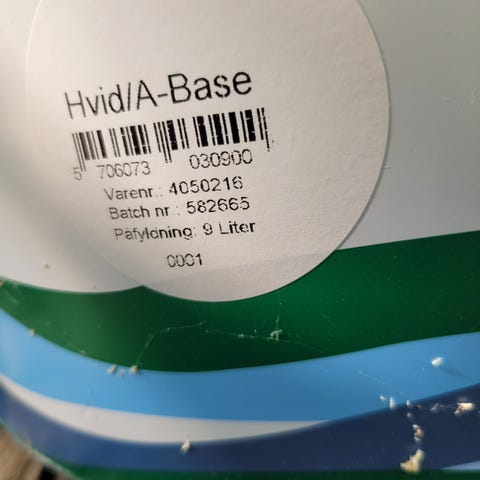 Hvid/A-Base
5 706073 030900
Varenr.: 4050216
Batch nr.: 582665
Påfyldning: 9 Liter
0001